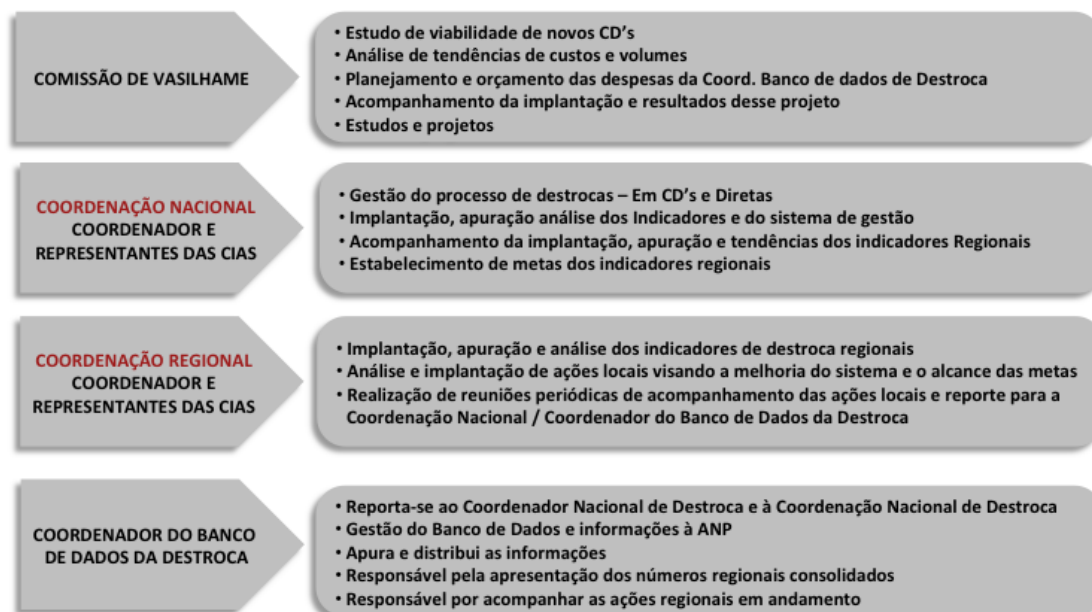 COMISSÃO DE VASILHAME
• Estudo de viabilidade de novos CD's
• Análise de tendências de custos e volumes
• Planejamento e orçamento das despesas da Coord. Banco de dados de Destroca
• Acompanhamento da implantação e resultados desse projeto
• Estudos e projetos
COORDENAÇÃO NACIONAL
COORDENADOR E
REPRESENTANTES DAS CIAS
• Gestão do processo de destrocas – Em CD's e Diretas
• Implantação, apuração análise dos Indicadores e do sistema de gestão
• Acompanhamento da implantação, apuração e tendências dos indicadores Regionais
• Estabelecimento de metas dos indicadores regionais
COORDENAÇÃO REGIONAL
COORDENADOR E
REPRESENTANTES DAS CIAS
• Implantação, apuração e análise dos indicadores de destroca regionais
• Análise e implantação de ações locais visando a melhoria do sistema e o alcance das metas
• Realização de reuniões periódicas de acompanhamento das ações locais e reporte para a
Coordenação Nacional / Coordenador do Banco de Dados da Destroca
COORDENADOR DO BANCO
DE DADOS DA DESTROCA
• Reporta-se ao Coordenador Nacional de Destroca e à Coordenação Nacional de Destroca
• Gestão do Banco de Dados e informações à ANP
• Apura e distribui as informações
• Responsável pela apresentação dos números regionais consolidados
• Responsável por acompanhar as ações regionais em andamento